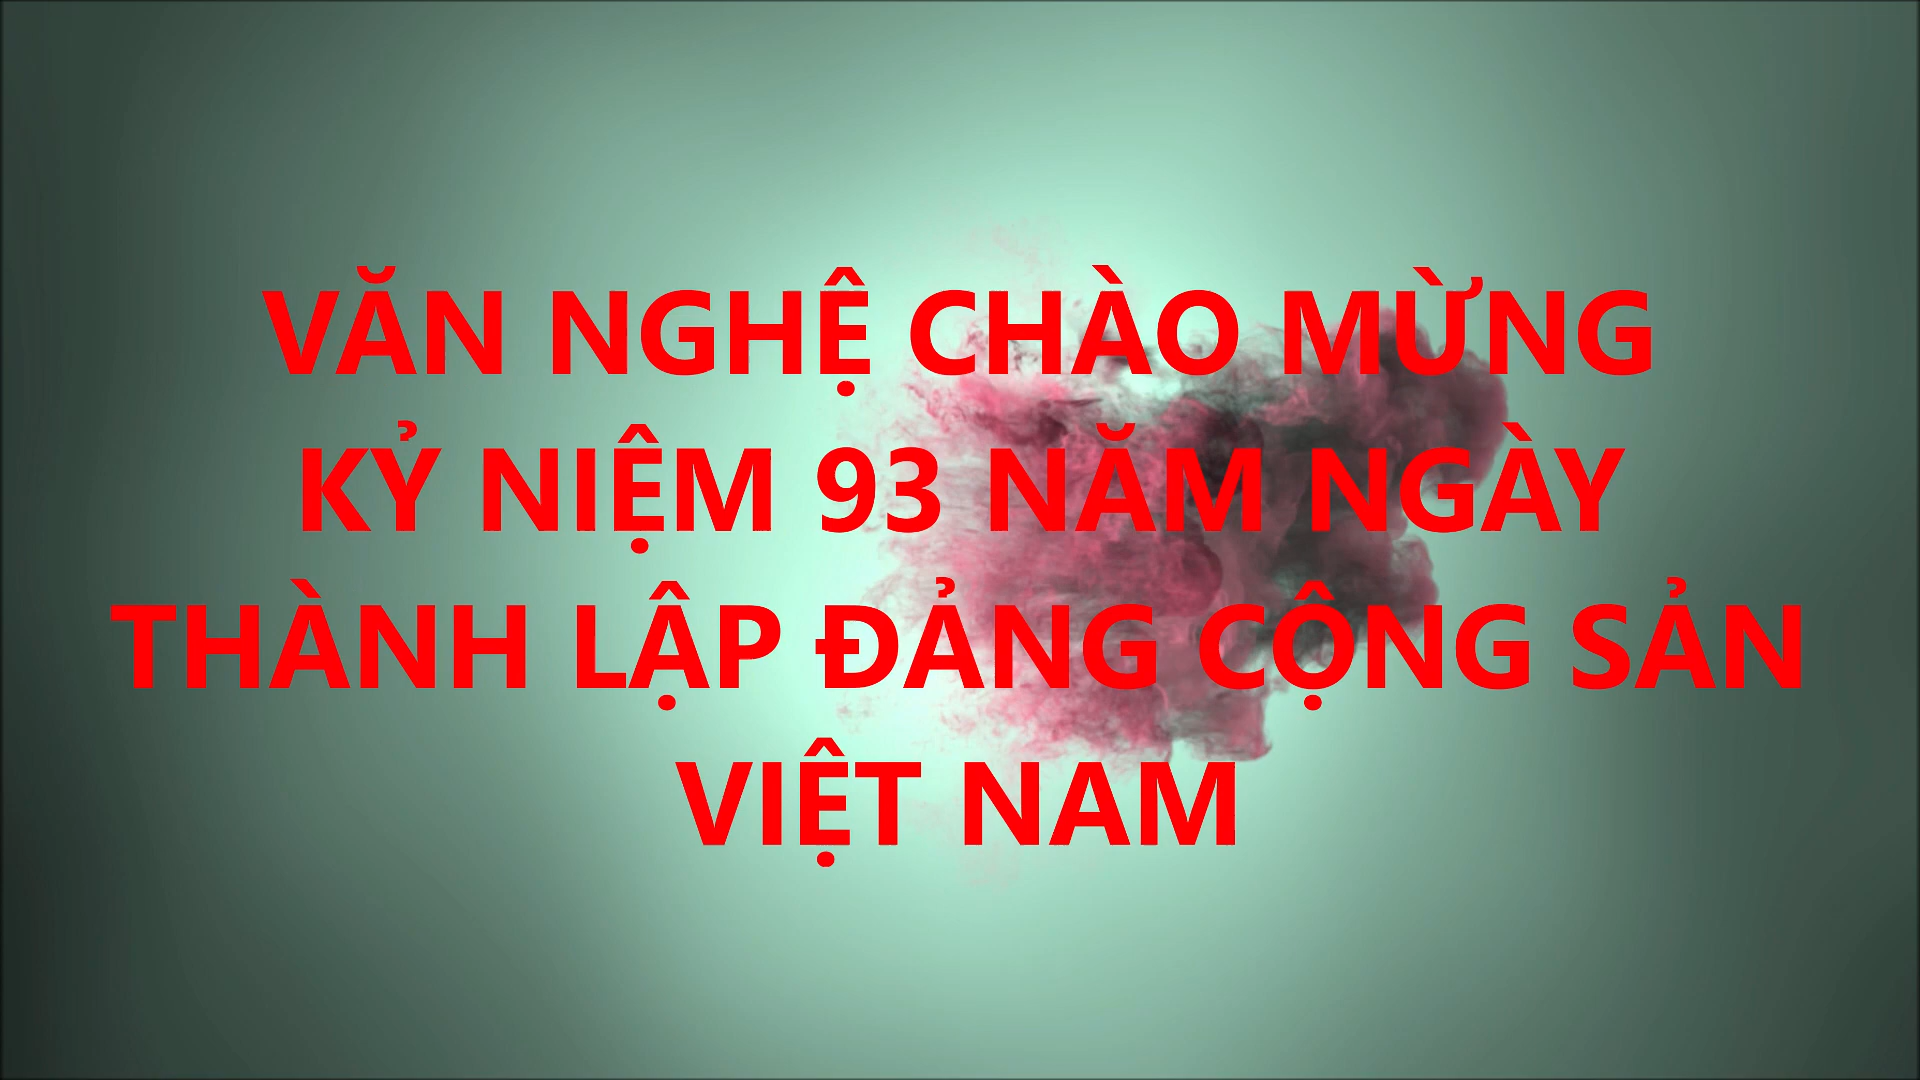 VĂN NGHỆ CHÀO MỪNG
KỶ NIỆM 93 NĂM NGÀY
THÀNH LẬP ĐẢNG CỘNG SẢN
VIỆT NAM